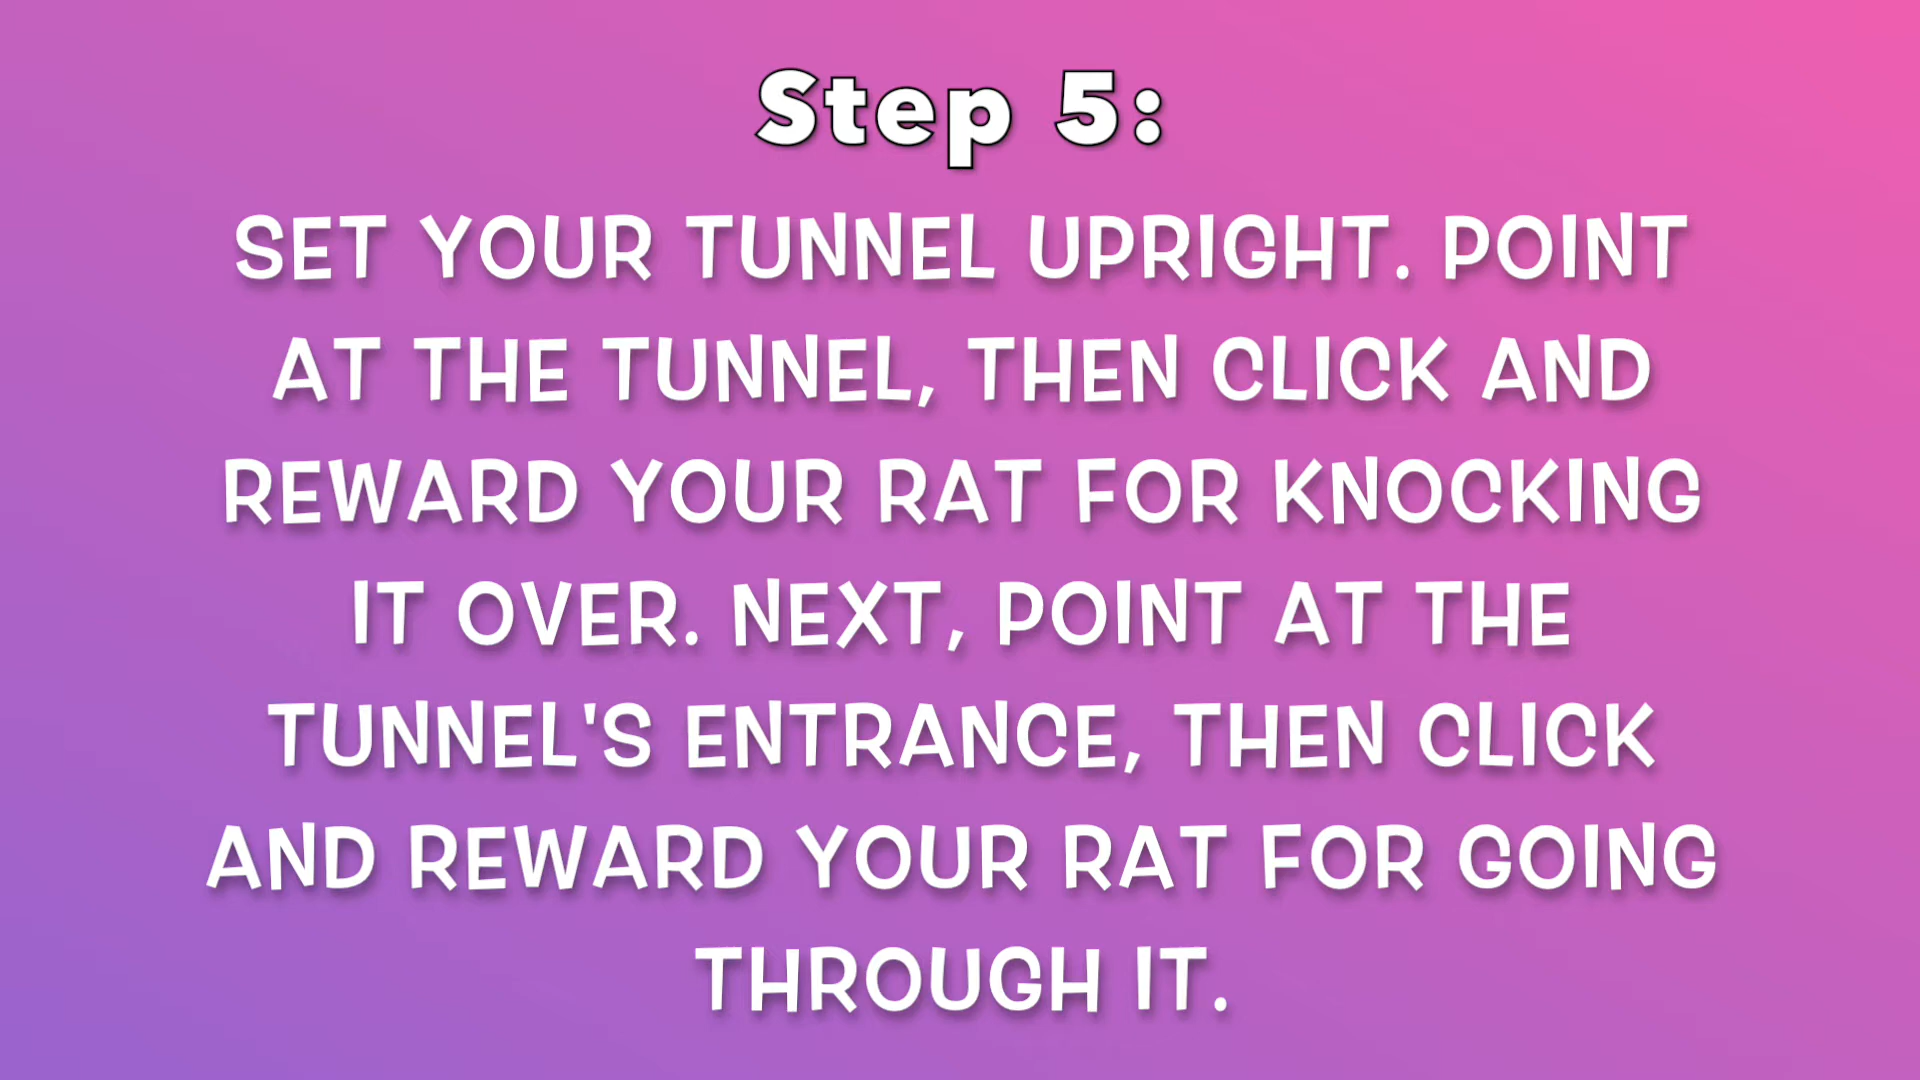 Step 5:
SET YOUR TUNNEL UPRIGHT. POINT
AT THE TUNNEL, THEN CLICK AND
REWARD YOUR RAT FOR KNOCKING
IT OVER. NEXT, POINT AT THE
TUNNEL'S ENTRANCE, THEN CLICK
AND REWARD YOUR RAT FOR GOING
THROUGH IT.